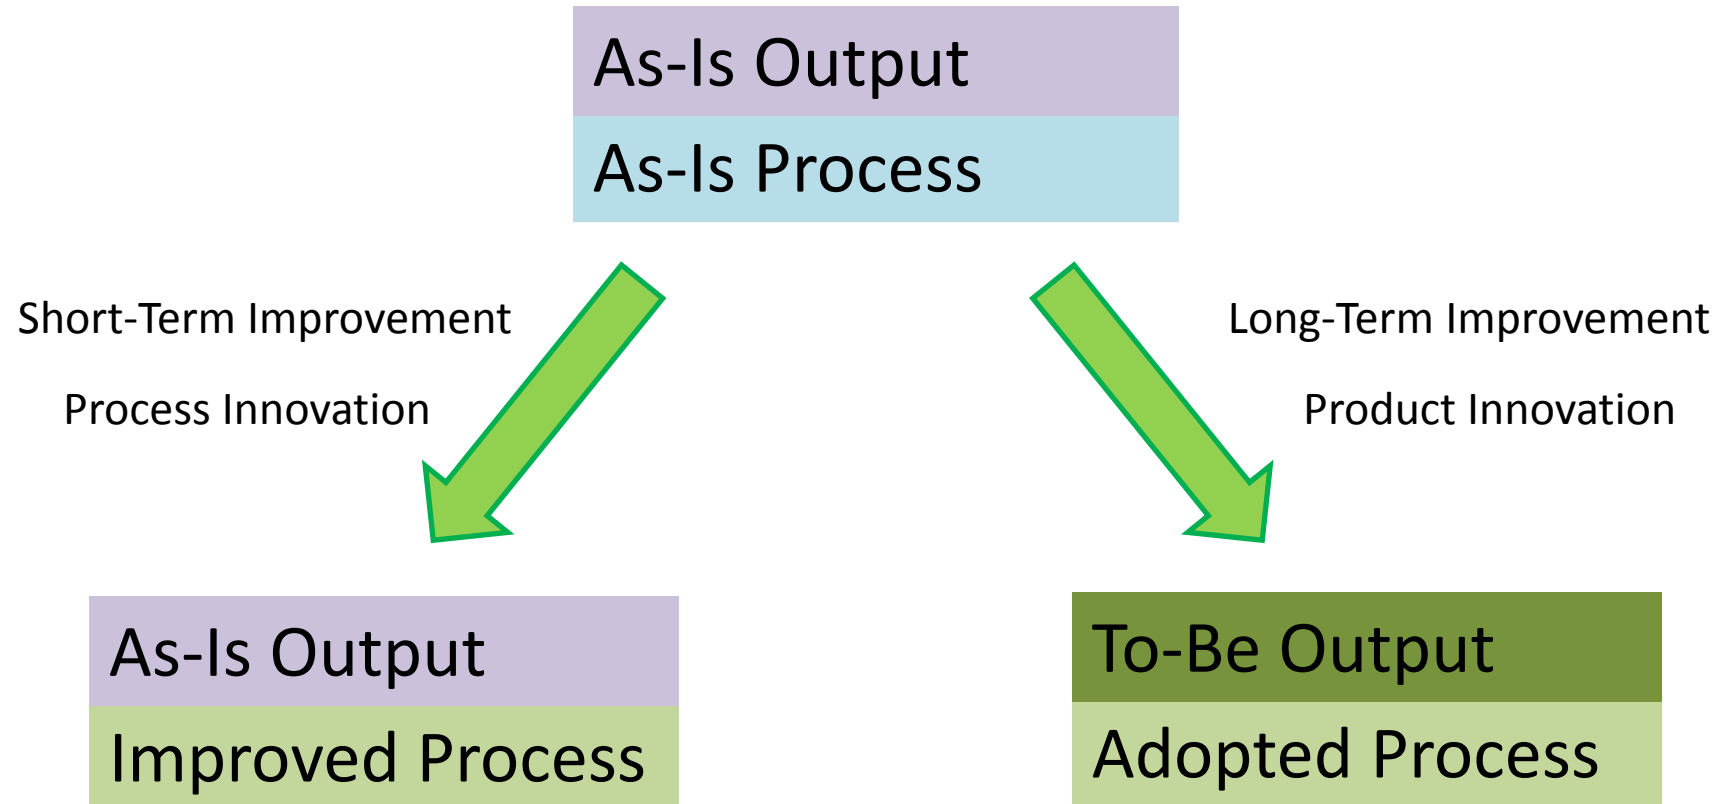 As-Is Output
As-Is Process
Short-Term Improvement
Process Innovation
Long-Term Improvement
Product Innovation
As-Is Output
Improved Process
To-Be Output
Adopted Process